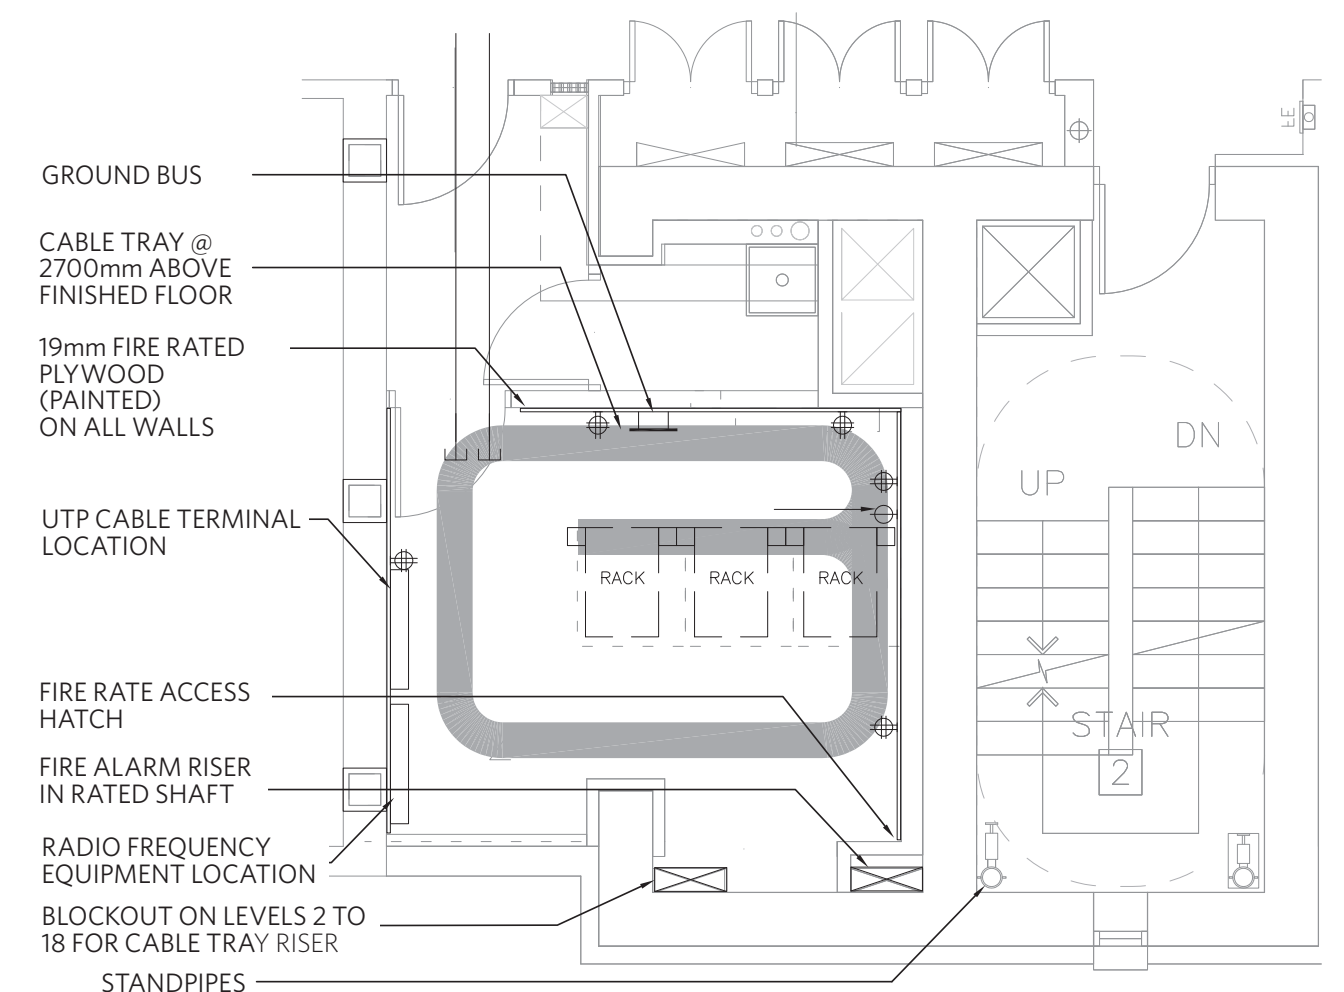 GROUND BUS
CABLE TRAY @
2700mm ABOVE
FINISHED FLOOR
19mm FIRE RATED
PLYWOOD
(PAINTED)
ON ALL WALLS
UTP CABLE TERMINAL
LOCATION
FIRE RATE ACCESS
HATCH
FIRE ALARM RISER
IN RATED SHAFT
RADIO FREQUENCY
EQUIPMENT LOCATION
BLOCKOUT ON LEVELS 2 TO
18 FOR CABLE TRAY RISER
STANDPIPES
RACK
RACK
RACK
FE
DN
UP
STAIR
2